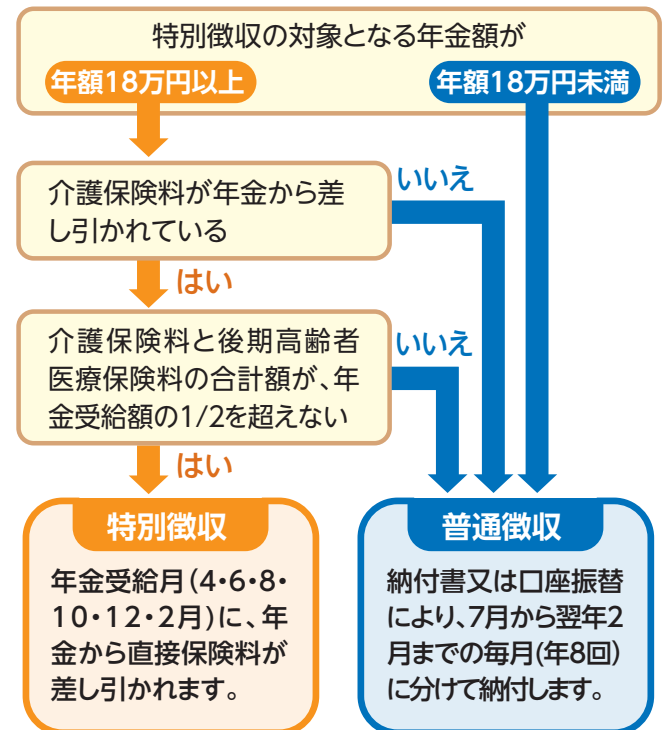 特別徴収の対象となる年金額が
年額18万円以上
年額18万円未満
介護保険料が年金から差
し引かれている
いいえ
はい
介護保険料と後期高齢者
医療保険料の合計額が、年
金受給額の1/2を超えない
いいえ
はい
特別徴収
年金受給月(4・6・8・
10・12・2月)に、年
金から直接保険料が
差し引かれます。
普通徴収
納付書又は口座振替
により、7月から翌年2
月までの毎月(年8回)
に分けて納付します。